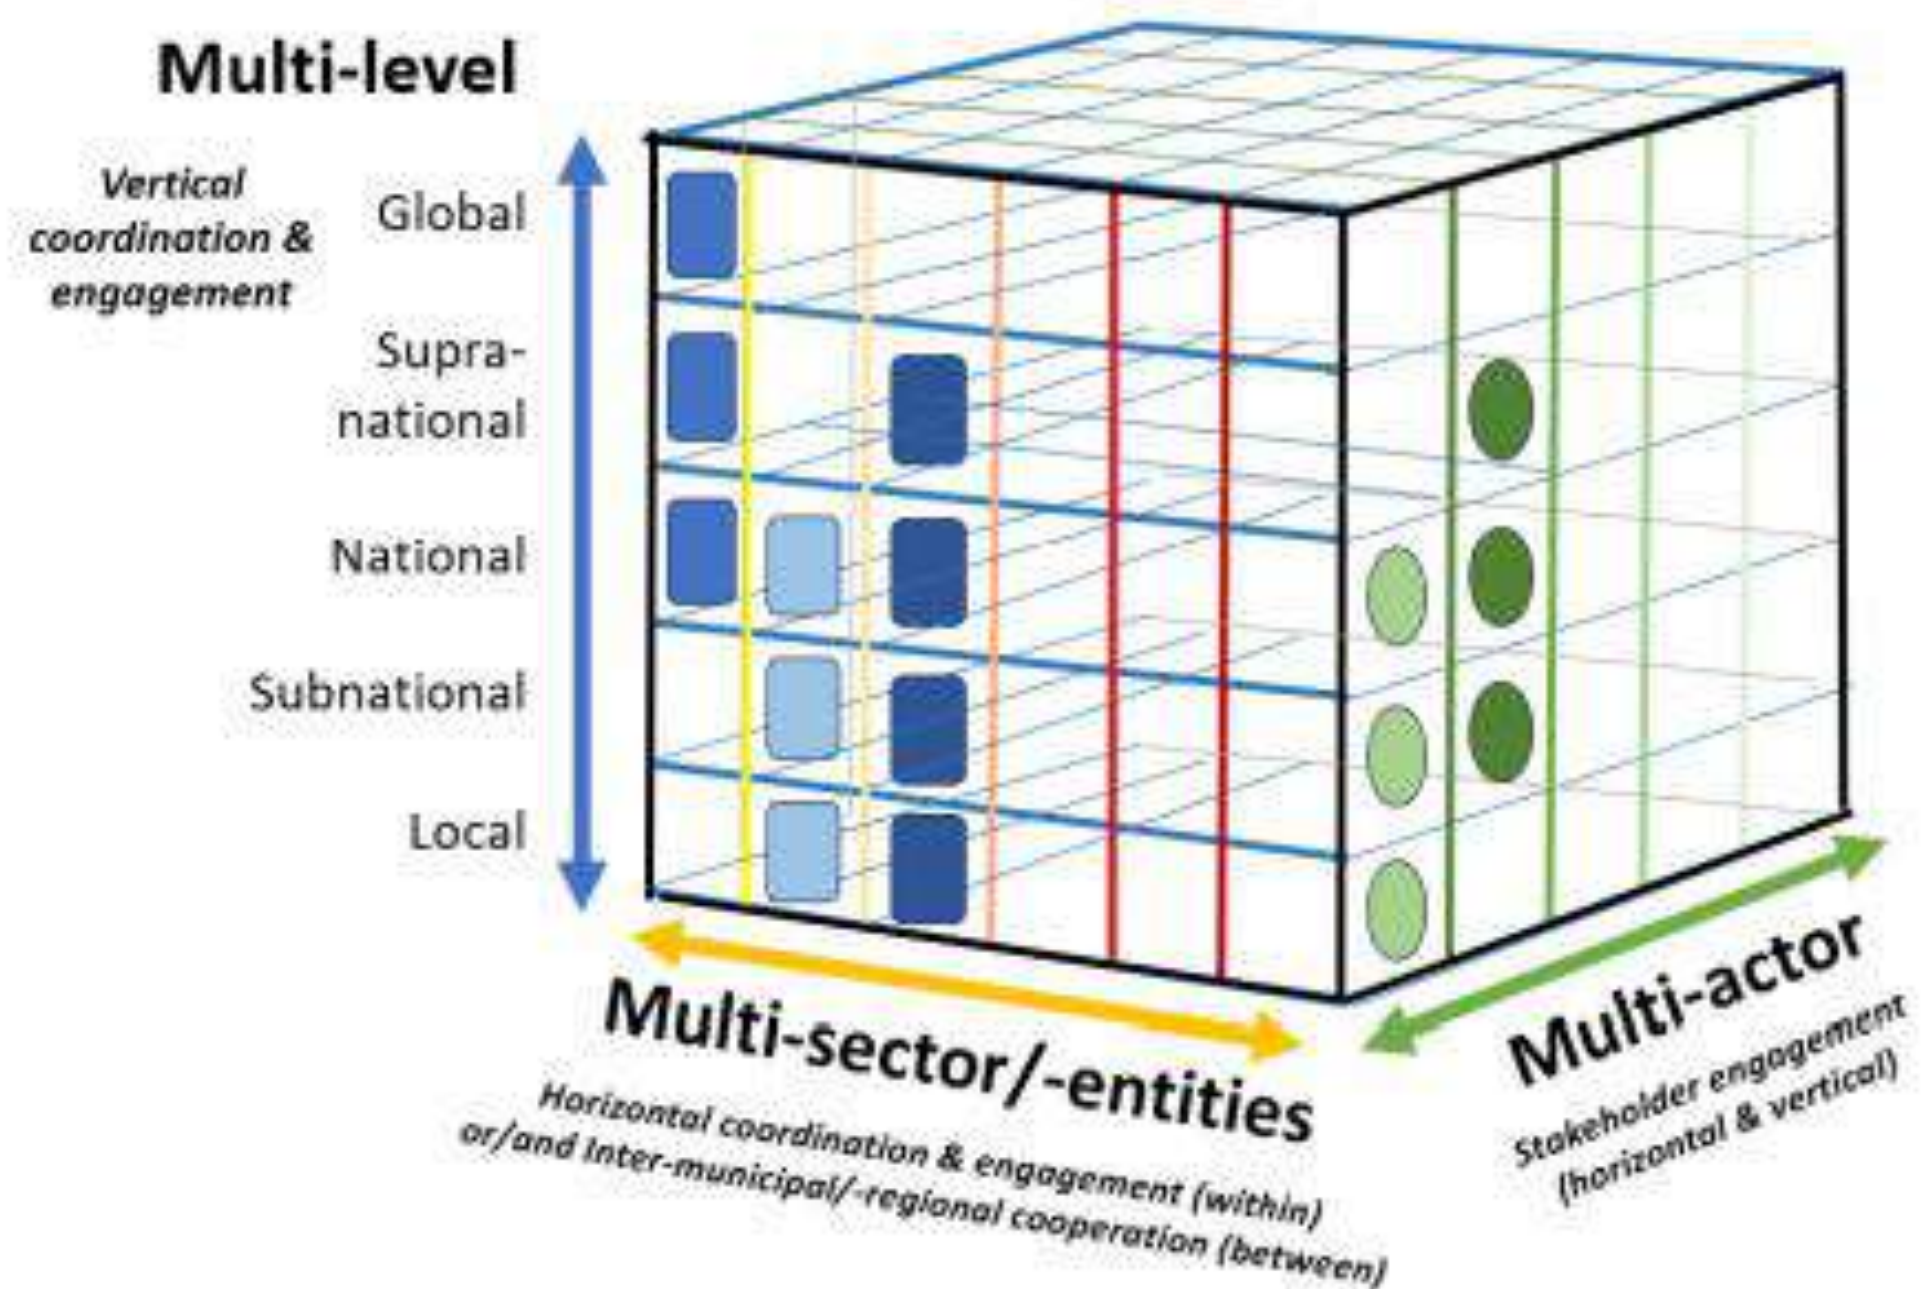 Multi-level
Vertical
coordination &
engagement
Global
Supra-
national
National
Subnational
Local
Multi-sector/-entities
Horizontal coordination & engagement (within)
or/and Inter-municipal/-regional cooperation (between)
Multi-actor
Stakeholder engagement
(horizontal & vertical)